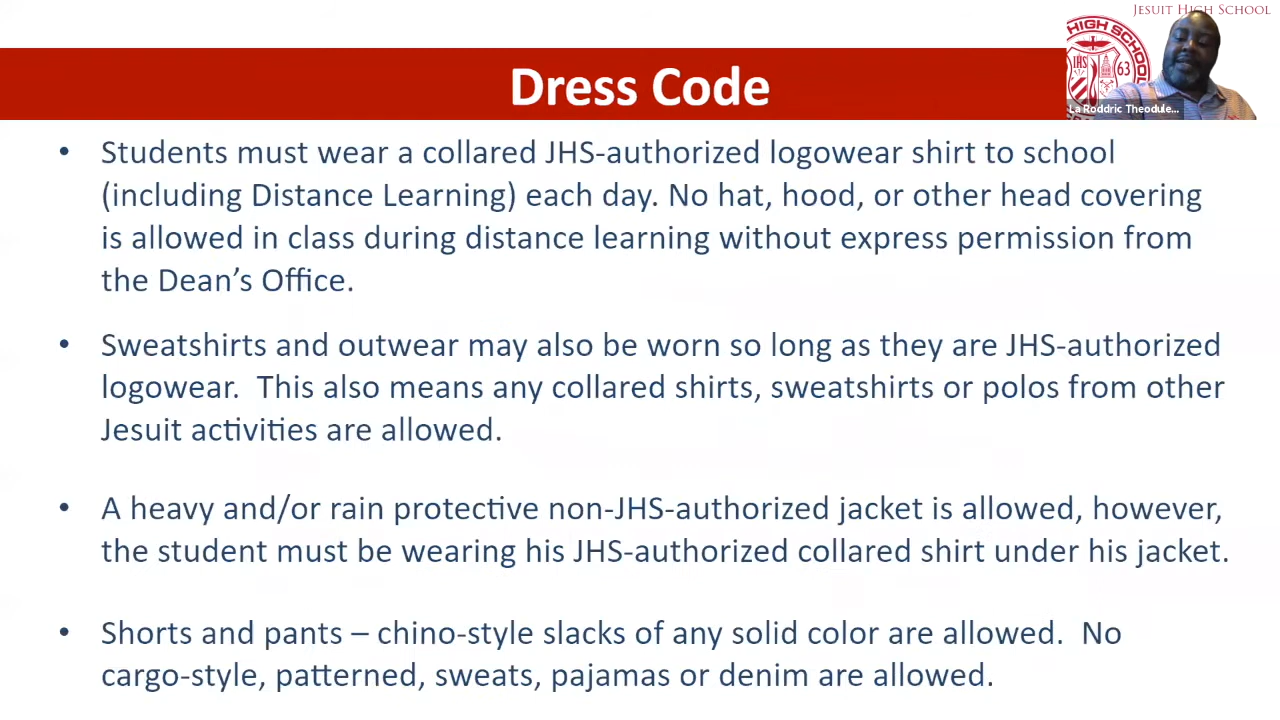 Jesuit High School
HIGH SCHOOL
IHS
63
La Roddric Theodule...
Dress Code
• Students must wear a collared JHS-authorized logowear shirt to school
(including Distance Learning) each day. No hat, hood, or other head covering
is allowed in class during distance learning without express permission from
the Dean’s Office.
• Sweatshirts and outwear may also be worn so long as they are JHS-authorized
logowear.  This also means any collared shirts, sweatshirts or polos from other
Jesuit activities are allowed.
• A heavy and/or rain protective non-JHS-authorized jacket is allowed, however,
the student must be wearing his JHS-authorized collared shirt under his jacket.
• Shorts and pants – chino-style slacks of any solid color are allowed.  No
cargo-style, patterned, sweats, pajamas or denim are allowed.